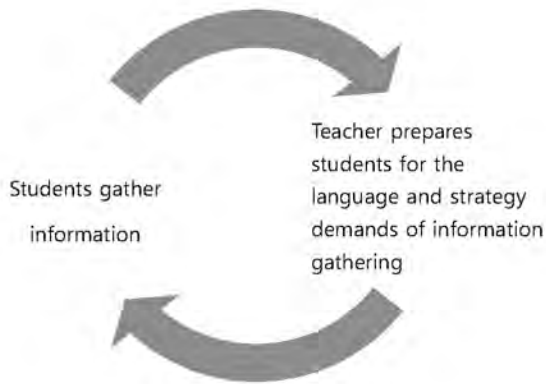 Students gather
information
Teacher prepares
students for the
language and strategy
demands of information
gathering